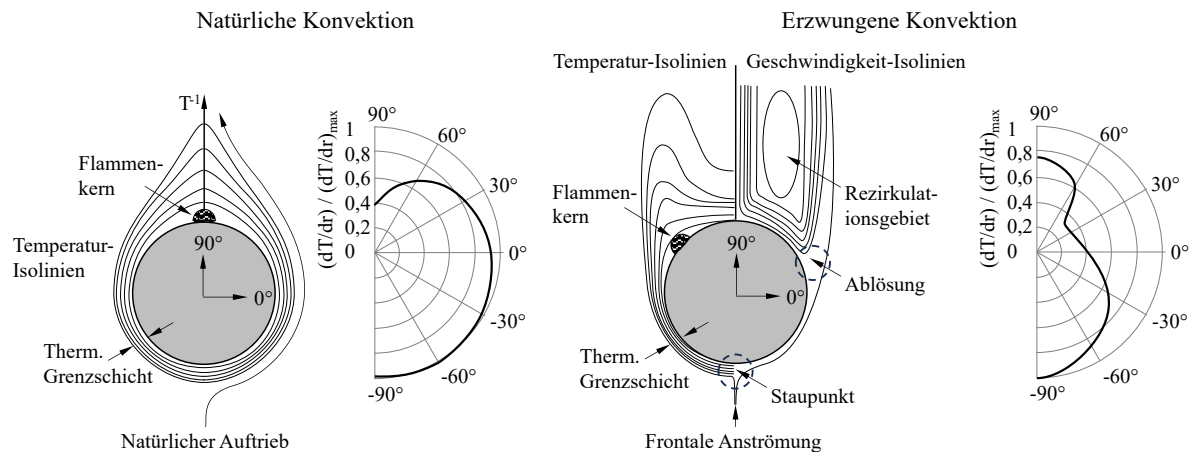 Natürliche Konvektion
T-1
Flammen-
kern
Temperatur-
Isolinien
90°
0°
Therm.
Grenzschicht
Natürlicher Auftrieb
(dT/dr) / (dT/dr)max
1
0,8
0,6
0,4
0,2
0
90°
60°
30°
0°
-30°
-60°
-90°
Erzwungene Konvektion
Temperatur-Isolinien
Geschwindigkeit-Isolinien
Flammen-
kern
Rezirkulat-
ionsgebiet
90°
0°
Ablösung
Therm.
Grenzschicht
Staupunkt
Frontale Anströmung
(dT/dr) / (dT/dr)max
1
0,8
0,6
0,4
0,2
0
90°
60°
30°
0°
-30°
-60°
-90°